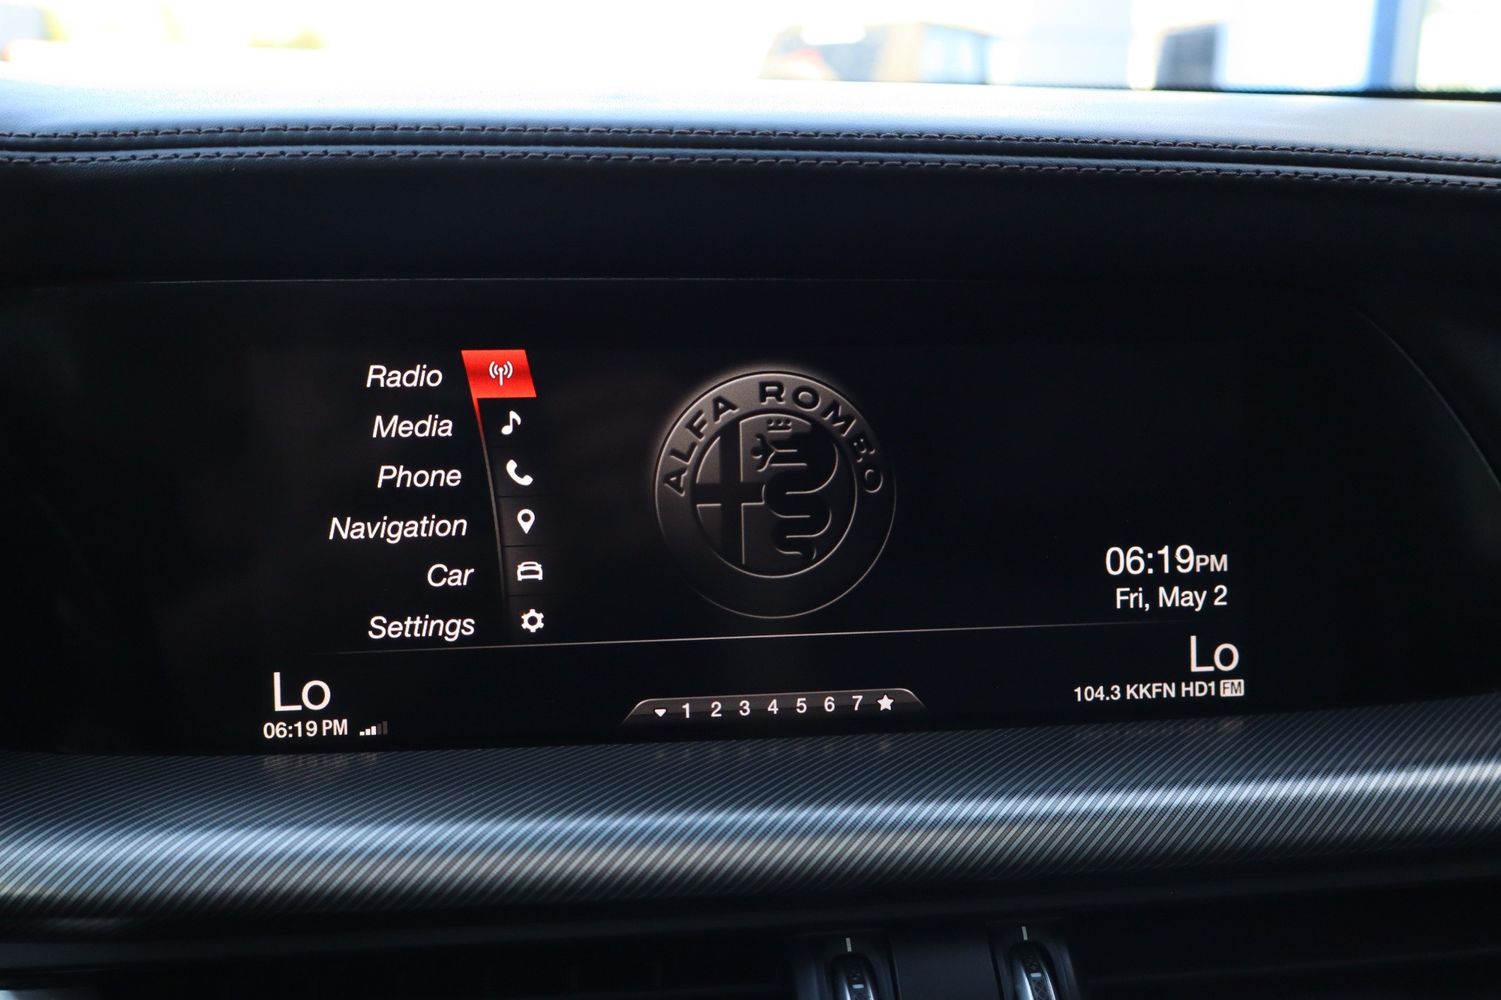 Radio
Media
Phone
Navigation
Car
Settings
ALFA ROMEO
06:19PM
Fri, May 2
Lo
06:19 PM
1 2 3 4 5 6 7
Lo
104.3 KKFN HD1 FM